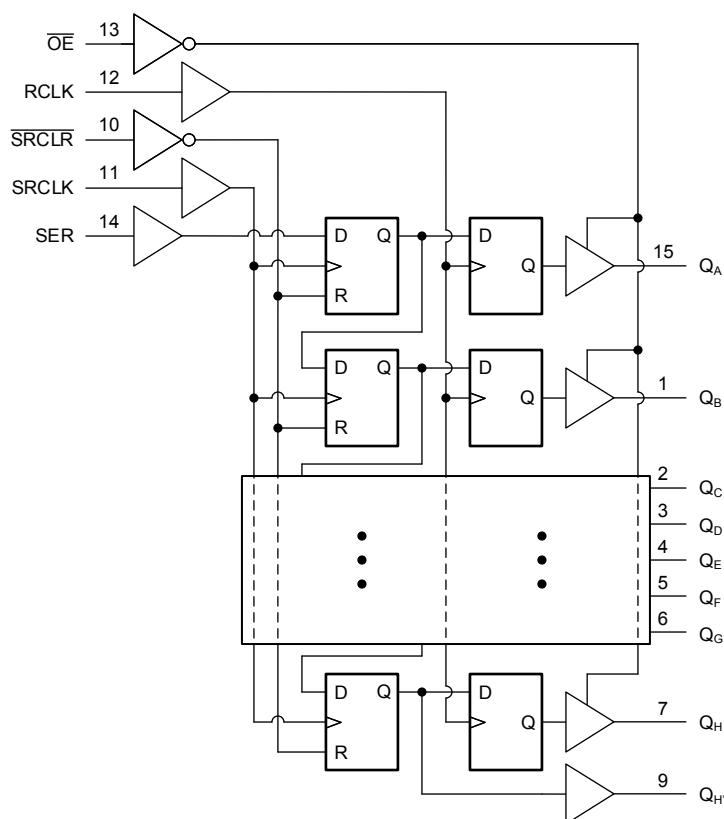 OE 13
RCLK 12
SRCLR 10
SRCLK 11
SER 14
D Q D
Q 15 QA
R
D Q D
Q 1 QB
R
2 QC
3 QD
4 QE
5 QF
6 QG
D Q D
Q 7 QH
R
9 QH'